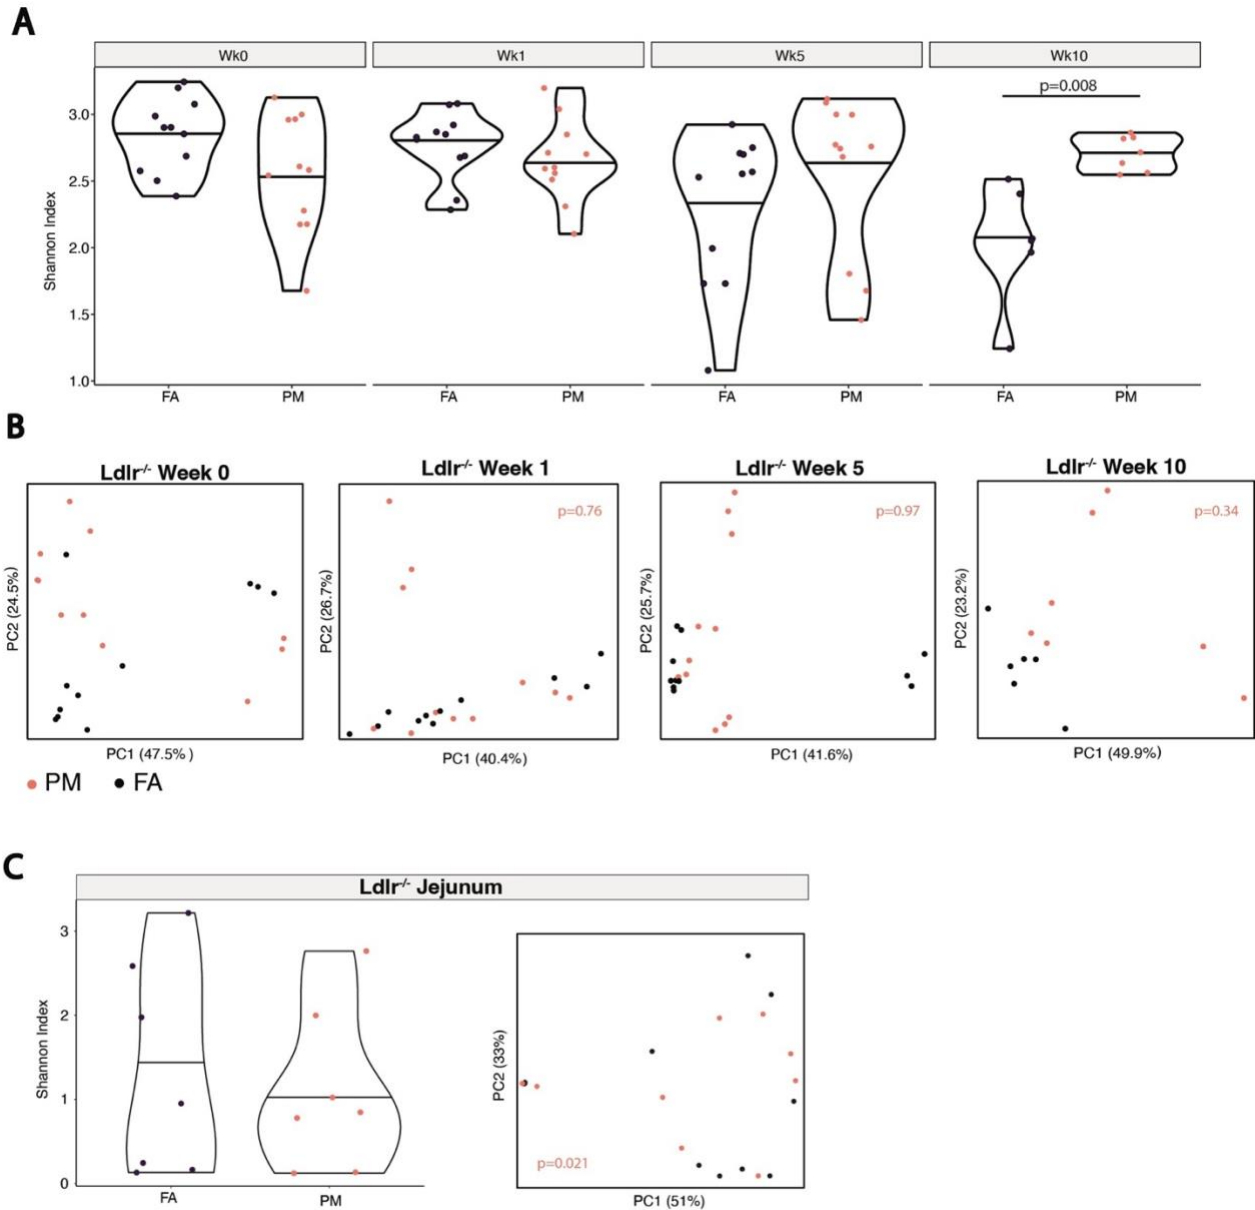 A
Wk0 Wk1 Wk5 Wk10
p=0.008
Shannon Index
3.0
2.5
2.0
1.5
1.0
FA PM FA PM FA PM FA PM
B
Ldlr-/- Week 0 Ldlr-/- Week 1 Ldlr-/- Week 5 Ldlr-/- Week 10
p=0.76 p=0.97 p=0.34
PC2 (24.5%) PC2 (26.7%) PC2 (25.7%) PC2 (23.2%)
PC1 (47.5% ) PC1 (40.4%) PC1 (41.6%) PC1 (49.9%)
PM FA
C
Ldlr-/- Jejunum
Shannon Index
3
2
1
0
FA PM
PC2 (33%)
p=0.021
PC1 (51%)